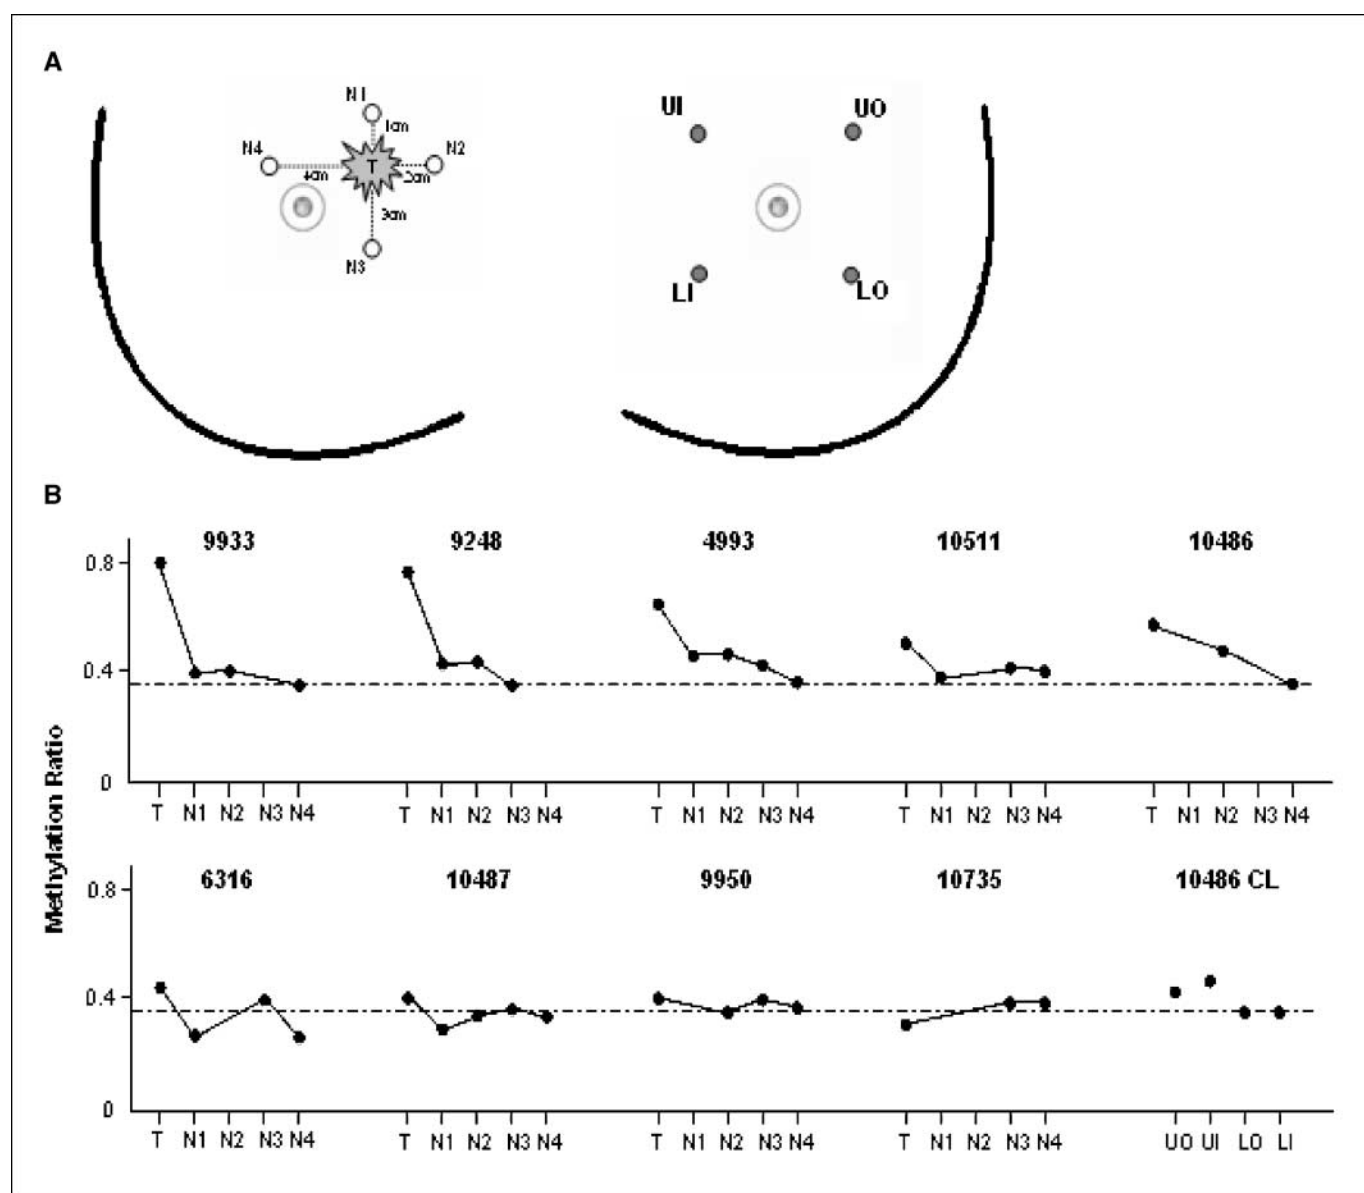 A
N1
1cm
N4
T
N2
4cm
2cm
3cm
N3
UI
UO
LI
LO
B
Methylation Ratio
9933
9248
4993
10511
10486
0.8
0.4
0
T N1 N2 N3 N4
T N1 N2 N3 N4
T N1 N2 N3 N4
T N1 N2 N3 N4
T N1 N2 N3 N4
6316
10487
9950
10735
10486 CL
0.8
0.4
0
T N1 N2 N3 N4
T N1 N2 N3 N4
T N1 N2 N3 N4
T N1 N2 N3 N4
UO UI LO LI